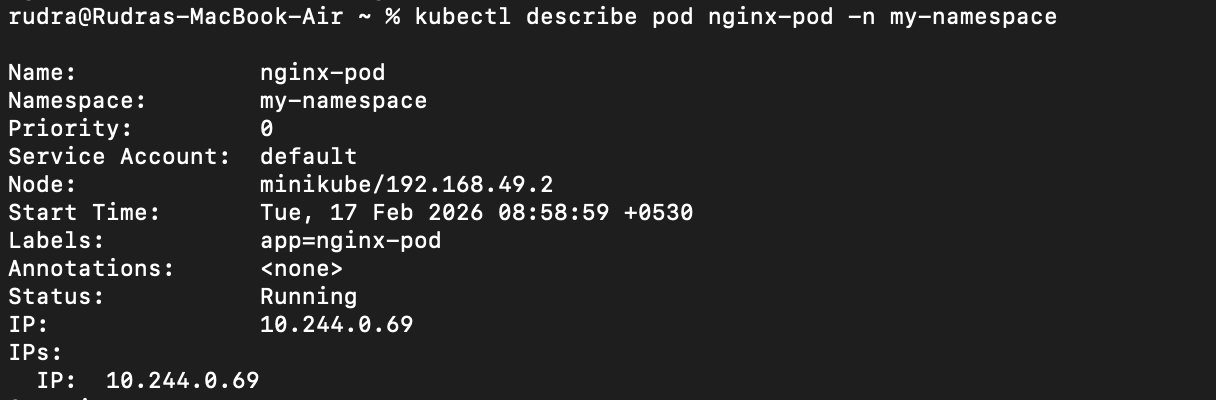 rudra@Rudras-MacBook-Air ~ % kubectl describe pod nginx-pod -n my-namespace
Name: nginx-pod
Namespace: my-namespace
Priority: 0
Service Account: default
Node: minikube/192.168.49.2
Start Time: Tue, 17 Feb 2026 08:58:59 +0530
Labels: app=nginx-pod
Annotations: <none>
Status: Running
IP: 10.244.0.69
IPs:
IP: 10.244.0.69